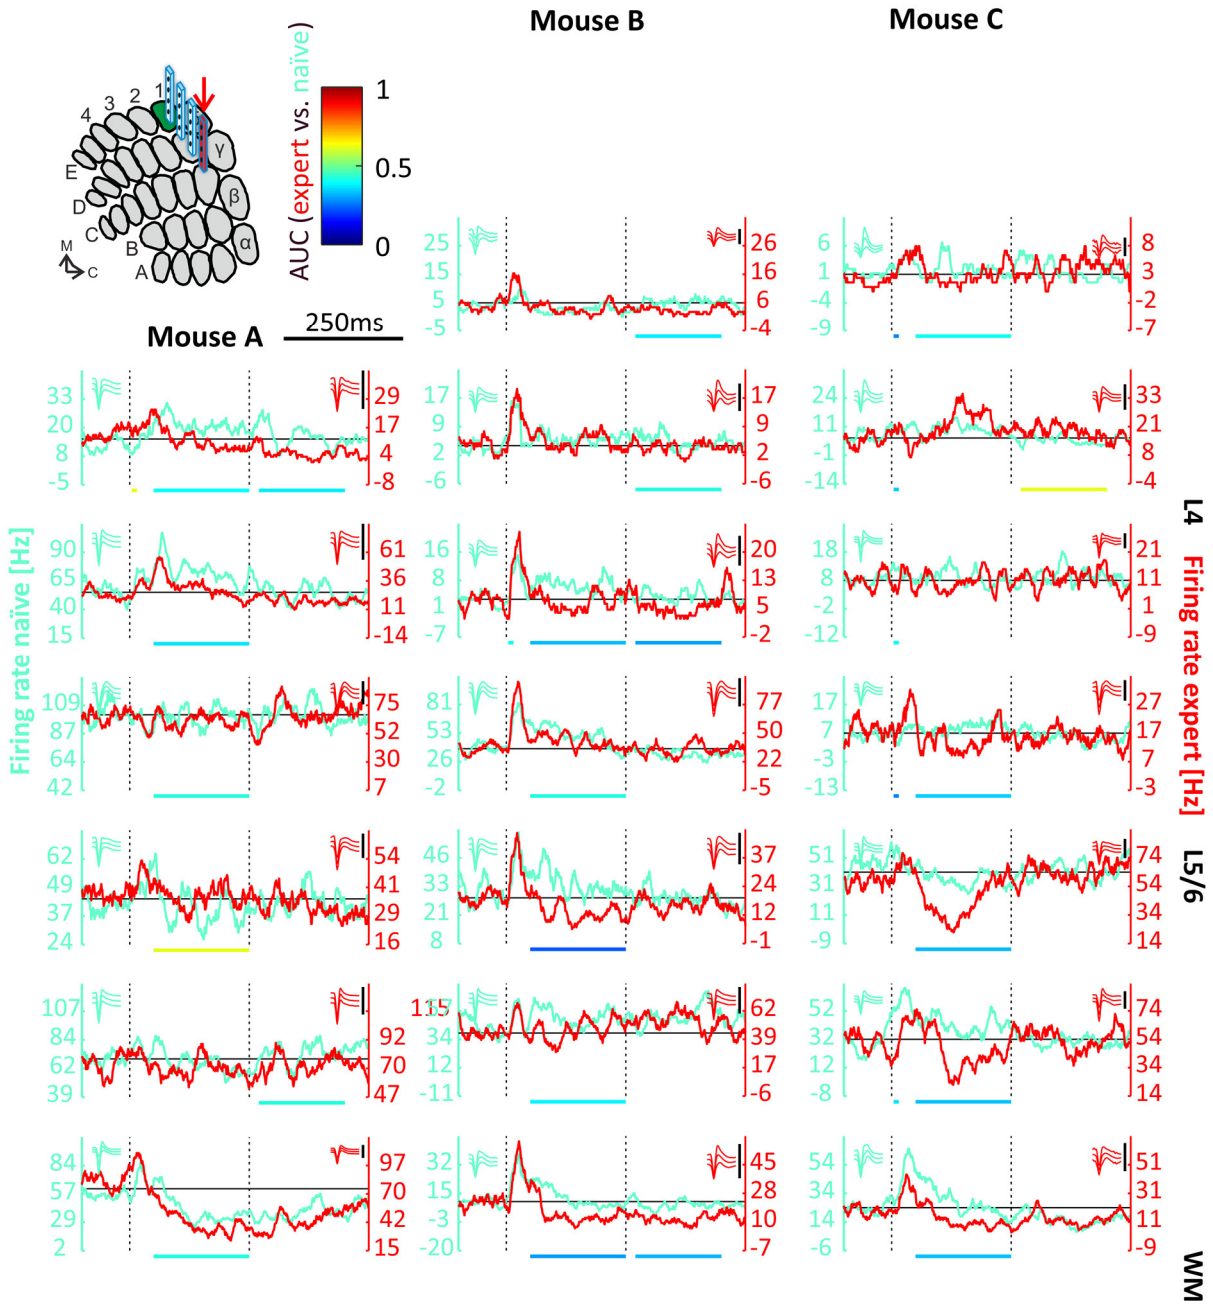 Mouse B
Mouse C
AUC (expert vs. naïve)
1
0.5
0
1
2
3
4
E
D
C
B
A
γ
β
α
M
C
250ms
Mouse A
Firing rate naïve [Hz]
Firing rate expert [Hz]
L4
L5/6
WM
25 15 5 -5
26 16 6 -4
6 1 -4 -9
8 3 -2 -7
33 20 8 -5
29 17 4 -8
17 9 2 -6
17 9 2 -6
24 11 -1 -14
33 21 8 -4
90 65 40 15
61 36 11 -14
16 8 1 -7
20 13 5 -2
18 8 -2 -12
21 11 1 -9
109 87 64 42
75 52 30 7
81 53 26 -2
77 50 22 -5
17 7 -3 -13
27 17 7 -3
62 49 37 24
54 41 29 16
46 33 21 8
37 24 12 -1
51 31 11 -9
74 54 34 14
107 84 62 39
115 92 70 47
34 12 -11
62 39 17 -6
52 32 12 -8
74 54 34 14
84 57 29 2
97 70 42 15
32 15 -3 -20
45 28 10 -7
54 34 14 -6
51 31 11 -9